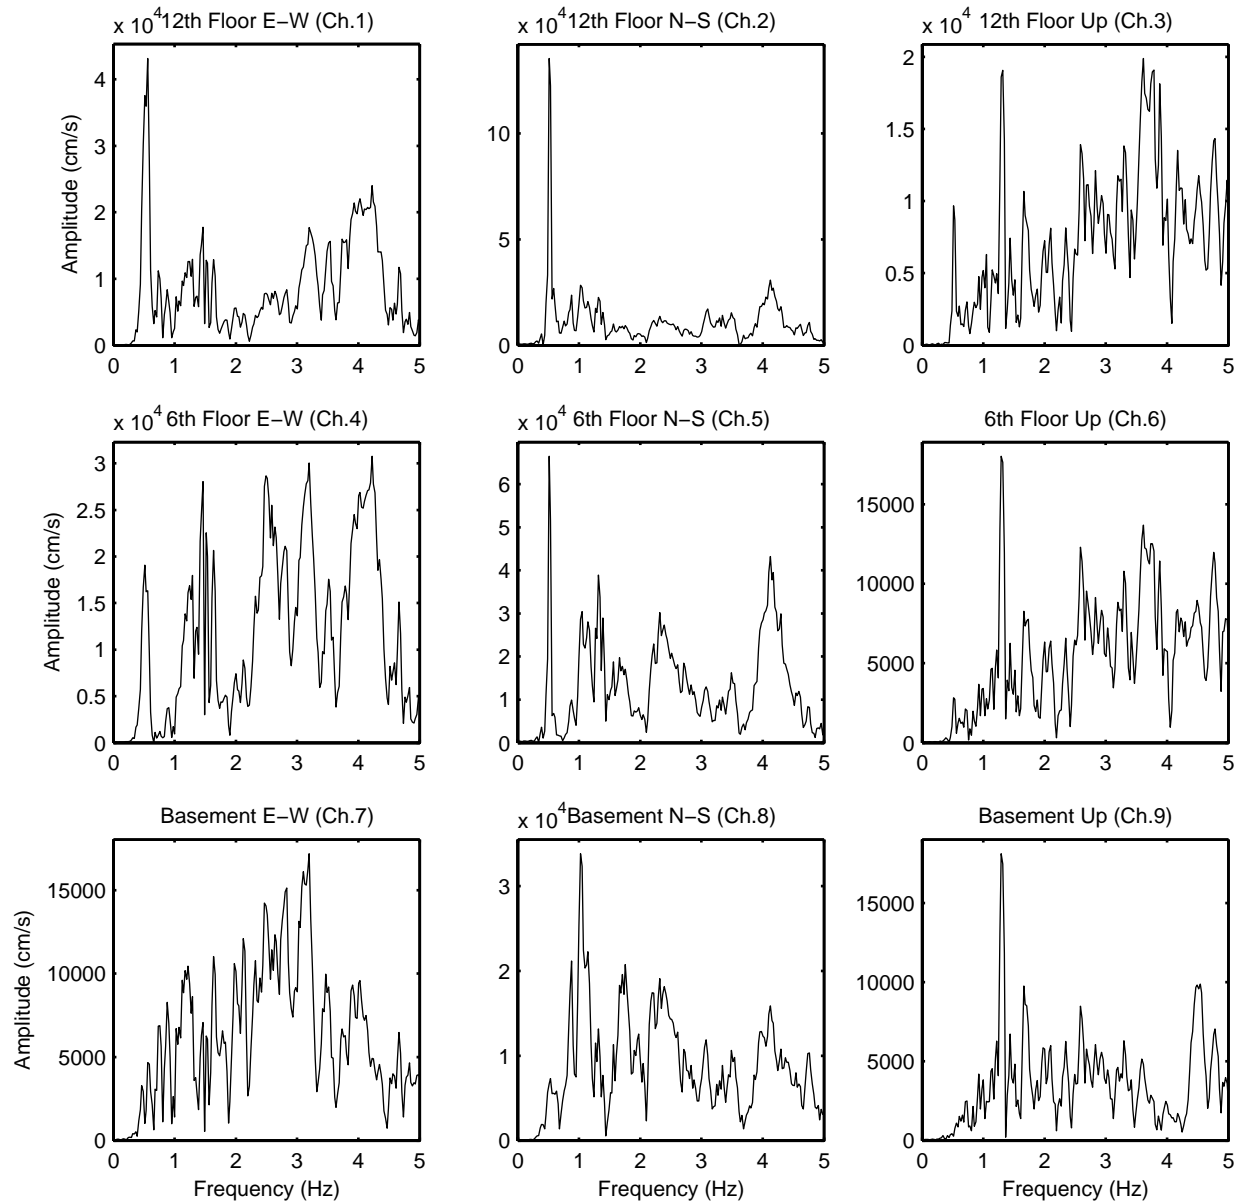 x 10^4 12th Floor E−W (Ch.1)
x 10^4 12th Floor N−S (Ch.2)
x 10^4 12th Floor Up (Ch.3)
Amplitude (cm/s)
4
3
2
1
0
0 1 2 3 4 5
10
5
0
0 1 2 3 4 5
2
1.5
1
0.5
0
0 1 2 3 4 5
x 10^4 6th Floor E−W (Ch.4)
x 10^4 6th Floor N−S (Ch.5)
6th Floor Up (Ch.6)
Amplitude (cm/s)
3
2.5
2
1.5
1
0.5
0
0 1 2 3 4 5
6
5
4
3
2
1
0
0 1 2 3 4 5
15000
10000
5000
0
0 1 2 3 4 5
Basement E−W (Ch.7)
x 10^4 Basement N−S (Ch.8)
Basement Up (Ch.9)
Amplitude (cm/s)
15000
10000
5000
0
0 1 2 3 4 5
Frequency (Hz)
3
2
1
0
0 1 2 3 4 5
Frequency (Hz)
15000
10000
5000
0
0 1 2 3 4 5
Frequency (Hz)